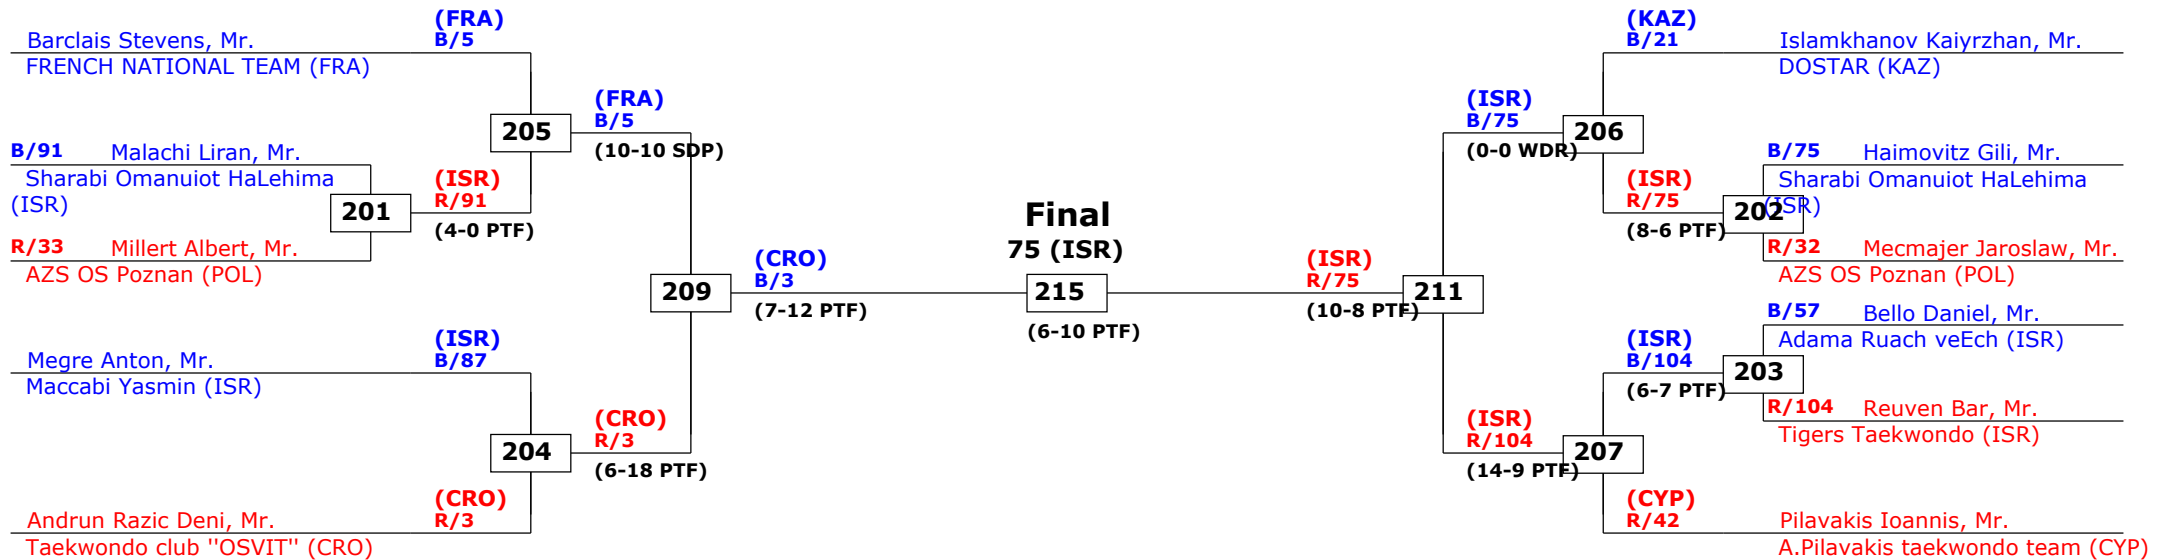 (FRA)
Barclais Stevens, Mr.
B/5
FRENCH NATIONAL TEAM (FRA)
205
(FRA)
B/5
(10-10 SDP)
B/91
Malachi Liran, Mr.
Sharabi Omanuiot HaLehima
(ISR)
201
(ISR)
R/91
(4-0 PTF)
R/33
Millert Albert, Mr.
AZS OS Poznan (POL)
209
(CRO)
B/3
(7-12 PTF)
(ISR)
Megre Anton, Mr.
B/87
Maccabi Yasmin (ISR)
204
(CRO)
R/3
(6-18 PTF)
(CRO)
Andrun Razic Deni, Mr.
R/3
Taekwondo club "OSVIT" (CRO)
Final
75 (ISR)
215
(6-10 PTF)
(KAZ)
B/21
Islamkhanov Kaiyrzhan, Mr.
DOSTAR (KAZ)
(ISR)
B/75
206
(0-0 WDR)
B/75
Haimovitz Gili, Mr.
Sharabi Omanuiot HaLehima
(ISR)
(ISR)
R/75
202
(8-6 PTF)
R/32
Mecmajer Jaroslaw, Mr.
AZS OS Poznan (POL)
(ISR)
R/75
211
(10-8 PTF)
B/57
Bello Daniel, Mr.
Adama Ruach veEch (ISR)
(ISR)
B/104
203
(6-7 PTF)
R/104
Reuven Bar, Mr.
Tigers Taekwondo (ISR)
(ISR)
R/104
207
(14-9 PTF)
(CYP)
R/42
Pilavakis Ioannis, Mr.
A.Pilavakis taekwondo team (CYP)